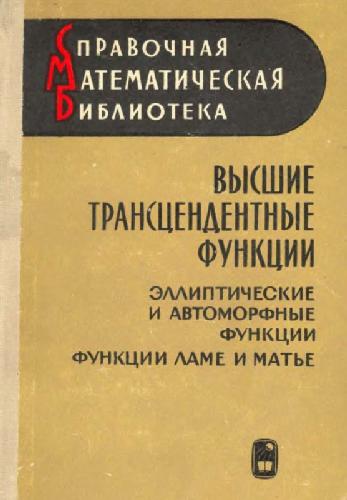 СПРАВОЧНАЯ
МАТЕМАТИЧЕСКАЯ
БИБЛИОТЕКА
ВЫСШИЕ
ТРАНСЦЕНДЕНТНЫЕ
ФУНКЦИИ
ЭЛЛИПТИЧЕСКИЕ
И АВТОМОРФНЫЕ
ФУНКЦИИ
ФУНКЦИИ ЛАМЕ И МАТЬЕ